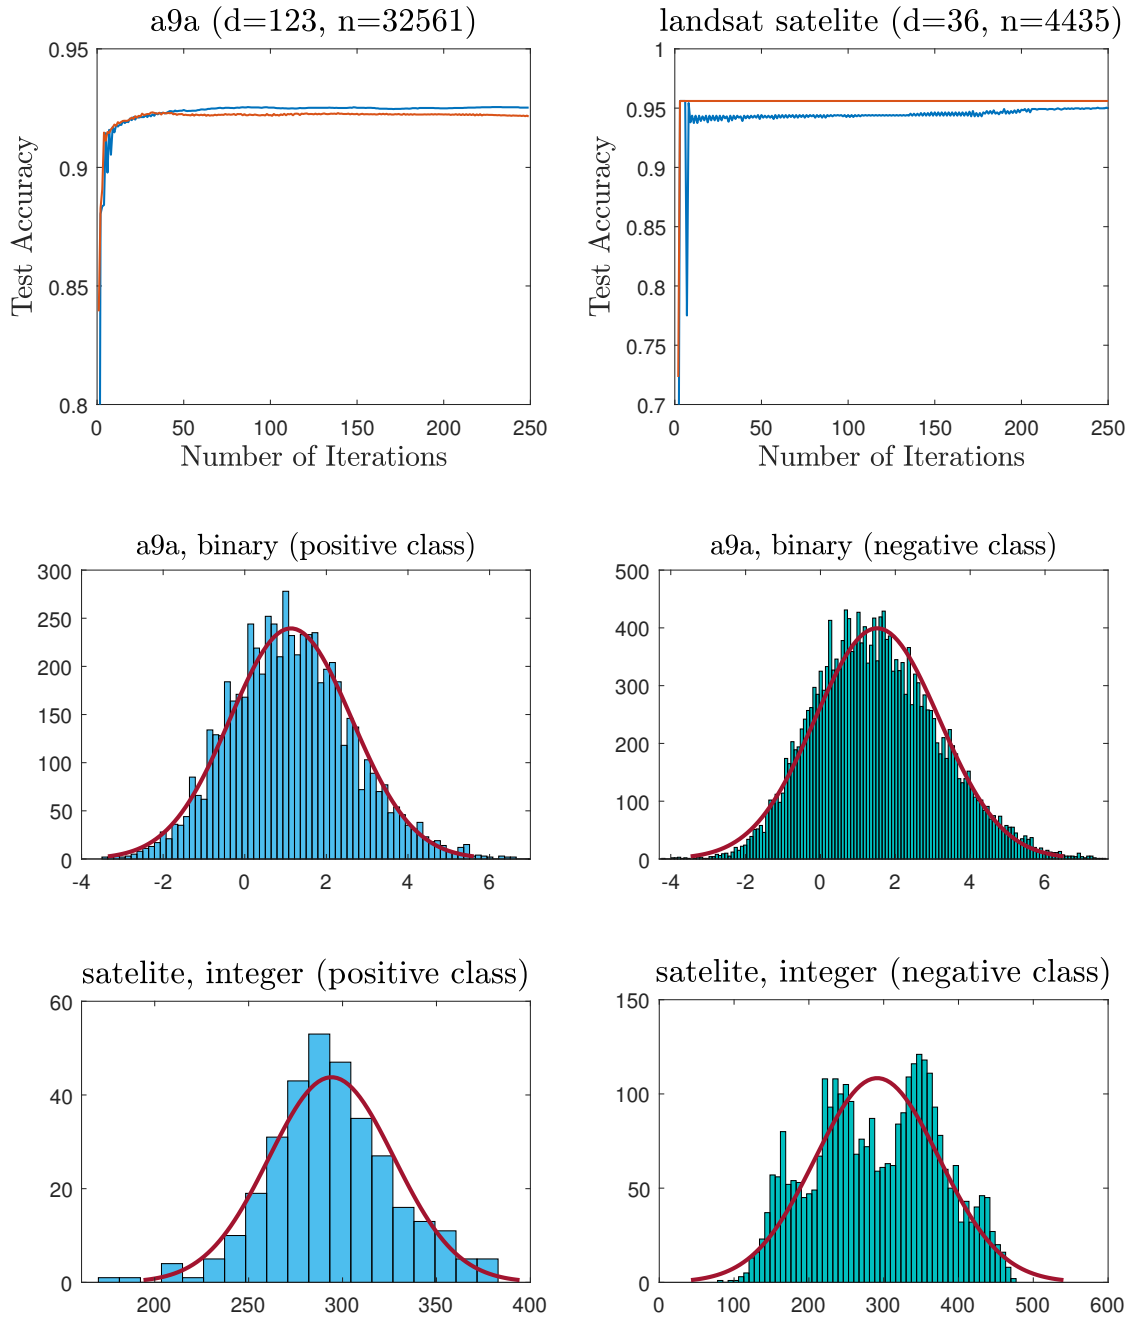 a9a (d=123, n=32561)
landsat satelite (d=36, n=4435)
0.95
0.9
0.85
0.8
Test Accuracy
0 50 100 150 200 250
Number of Iterations
1
0.95
0.9
0.85
0.8
0.75
0.7
Test Accuracy
0 50 100 150 200 250
Number of Iterations
a9a, binary (positive class)
300
250
200
150
100
50
0
-4 -2 0 2 4 6
a9a, binary (negative class)
500
400
300
200
100
0
-4 -2 0 2 4 6
satelite, integer (positive class)
60
40
20
0
200 250 300 350 400
satelite, integer (negative class)
150
100
50
0
0 100 200 300 400 500 600